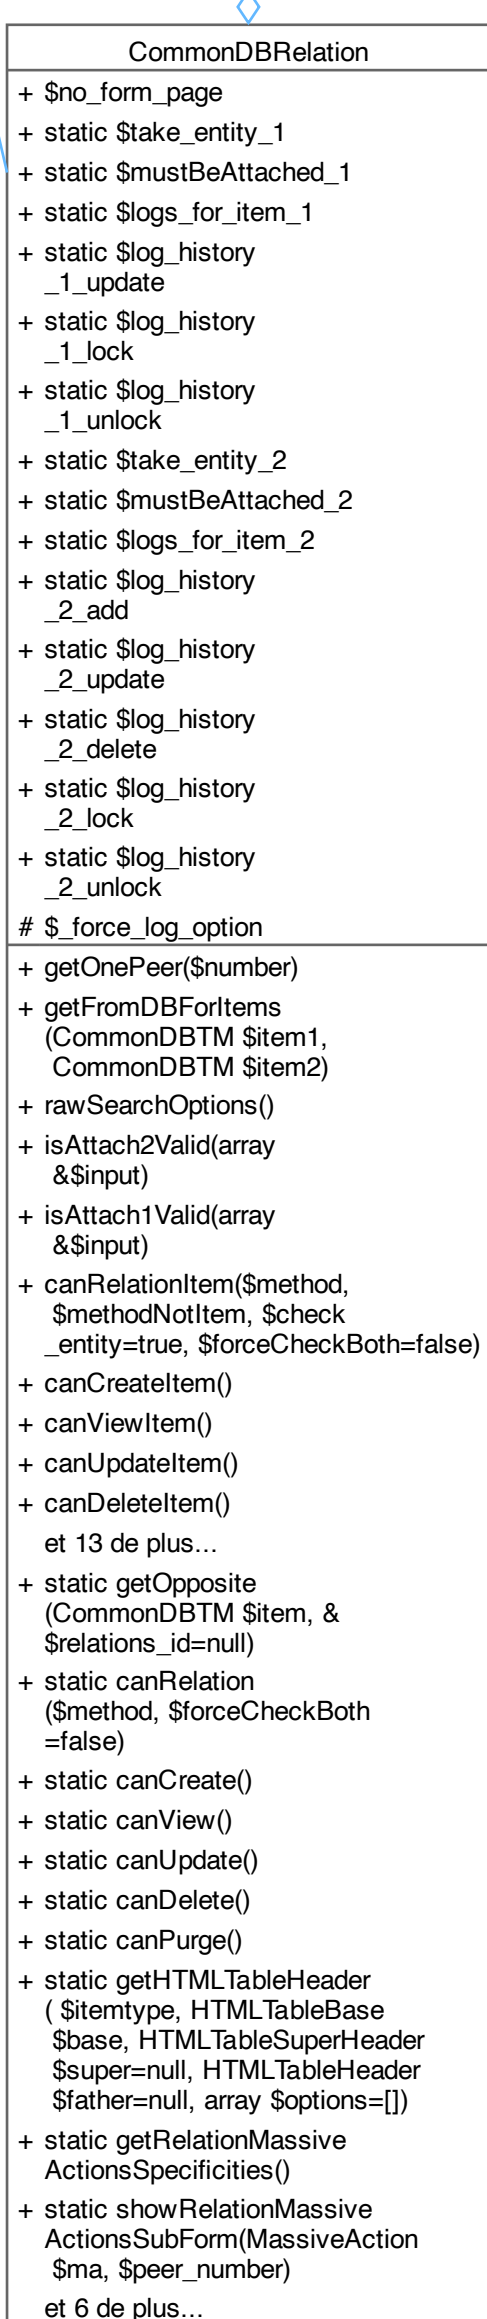 CommonDBRelation
+ $no_form_page
+ static $take_entity_1
+ static $mustBeAttached_1
+ static $logs_for_item_1
+ static $log_history
_1_update
+ static $log_history
_1_lock
+ static $log_history
_1_unlock
+ static $take_entity_2
+ static $mustBeAttached_2
+ static $logs_for_item_2
+ static $log_history
_2_add
+ static $log_history
_2_update
+ static $log_history
_2_delete
+ static $log_history
_2_lock
+ static $log_history
_2_unlock
# $_force_log_option
+ getOnePeer($number)
+ getFromDBForItems
(CommonDBTM $item1,
CommonDBTM $item2)
+ rawSearchOptions()
+ isAttach2Valid(array
&$input)
+ isAttach1Valid(array
&$input)
+ canRelationItem($method,
$methodNotItem, $check
_entity=true, $forceCheckBoth=false)
+ canCreateItem()
+ canViewItem()
+ canUpdateItem()
+ canDeleteItem()
et 13 de plus...
+ static getOpposite
(CommonDBTM $item, &
$relations_id=null)
+ static canRelation
($method, $forceCheckBoth
=false)
+ static canCreate()
+ static canView()
+ static canUpdate()
+ static canDelete()
+ static canPurge()
+ static getHTMLTableHeader
( $itemtype, HTMLTableBase
$base, HTMLTableSuperHeader
$super=null, HTMLTableHeader
$father=null, array $options=[])
+ static getRelationMassive
ActionsSpecificities()
+ static showRelationMassive
ActionsSubForm(MassiveAction
$ma, $peer_number)
et 6 de plus...